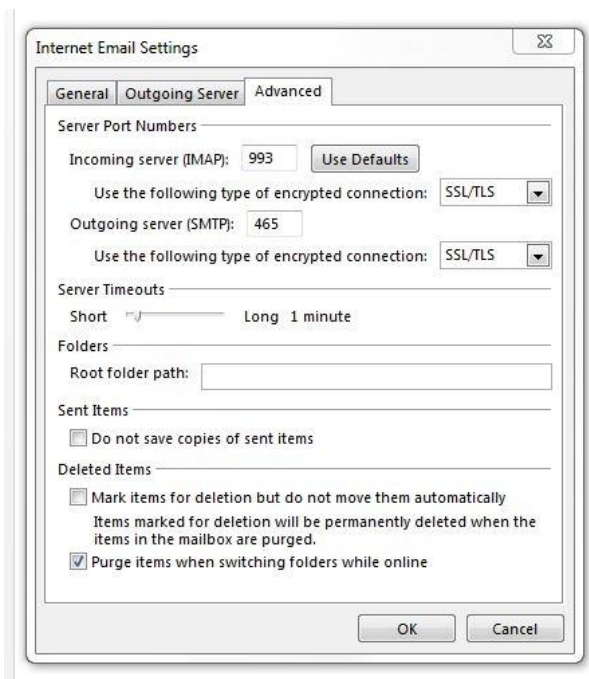 Internet Email Settings
General Outgoing Server Advanced
Server Port Numbers
Incoming server (IMAP): 993 Use Defaults
Use the following type of encrypted connection: SSL/TLS
Outgoing server (SMTP): 465
Use the following type of encrypted connection: SSL/TLS
Server Timeouts
Short Long 1 minute
Folders
Root folder path:
Sent Items
Do not save copies of sent items
Deleted Items
Mark items for deletion but do not move them automatically
Items marked for deletion will be permanently deleted when the
items in the mailbox are purged.
Purge items when switching folders while online
OK Cancel